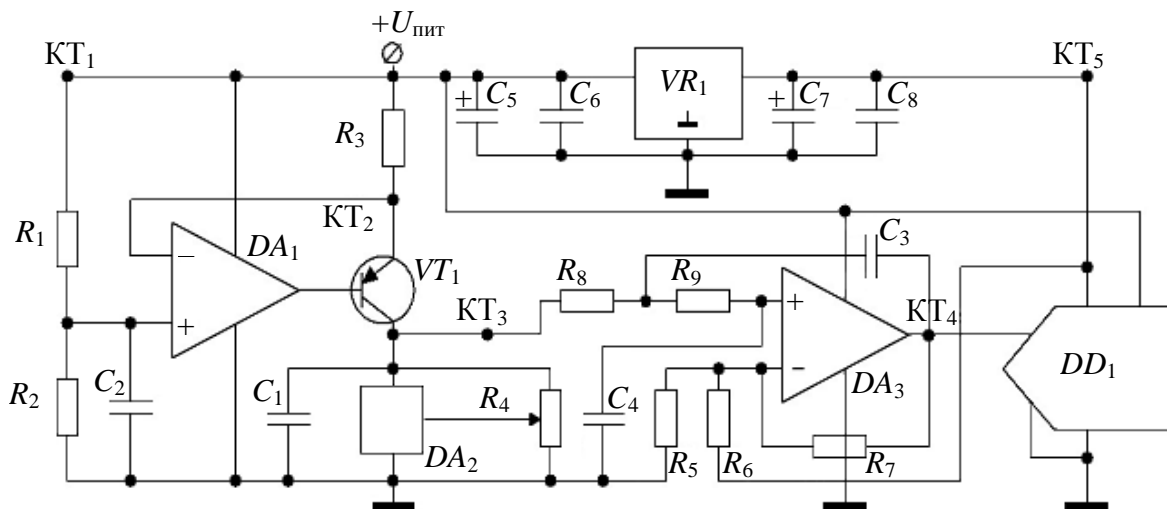 +Uпит
КТ1
КТ5
C5
C6
VR1
C7
C8
+
+
R3
КТ2
R1
DA1
−
+
VT1
C3
R8
R9
КТ3
+
−
КТ4
DA3
DD1
R2
C2
C1
R4
C4
DA2
R5
R6
R7